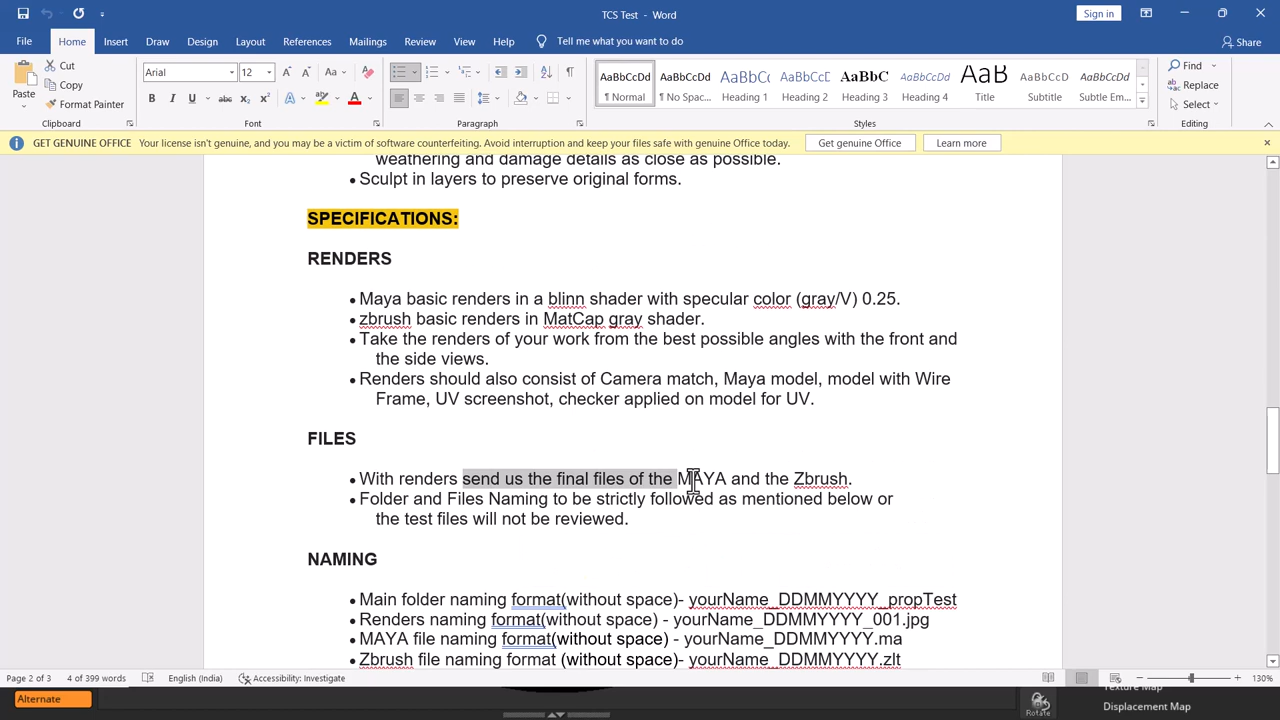 TCS Test - Word
Sign in
File Home Insert Draw Design Layout References Mailings Review View Help Tell me what you want to do Share
Paste
Cut
Copy
Format Painter
Clipboard
Arial 12
Font
Paragraph
AaBbCcDd AaBbCcDd AaBbCc AaBbCcD AaBbC AaBbCcD AaB AaBbCcD AaBbCcDd
¶ Normal ¶ No Spac... Heading 1 Heading 2 Heading 3 Heading 4 Title Subtitle Subtle Em...
Styles
Find
Replace
Select
Editing
GET GENUINE OFFICE Your license isn't genuine, and you may be a victim of software counterfeiting. Avoid interruption and keep your files safe with genuine Office today. Get genuine Office Learn more
weathering and damage details as close as possible.
• Sculpt in layers to preserve original forms.
SPECIFICATIONS:
RENDERS
• Maya basic renders in a blinn shader with specular color (gray/V) 0.25.
• zbrush basic renders in MatCap gray shader.
• Take the renders of your work from the best possible angles with the front and
the side views.
• Renders should also consist of Camera match, Maya model, model with Wire
Frame, UV screenshot, checker applied on model for UV.
FILES
• With renders send us the final files of the MAYA and the Zbrush.
• Folder and Files Naming to be strictly followed as mentioned below or
the test files will not be reviewed.
NAMING
• Main folder naming format(without space)- yourName_DDMMYYYY_propTest
• Renders naming format(without space) - yourName_DDMMYYYY_001.jpg
• MAYA file naming format(without space) - yourName_DDMMYYYY.ma
• Zbrush file naming format (without space)- yourName_DDMMYYYY.zlt
Page 2 of 3 4 of 399 words English (India) Accessibility: Investigate 130%
Alternate
Rotate
Texture Map
Displacement Map